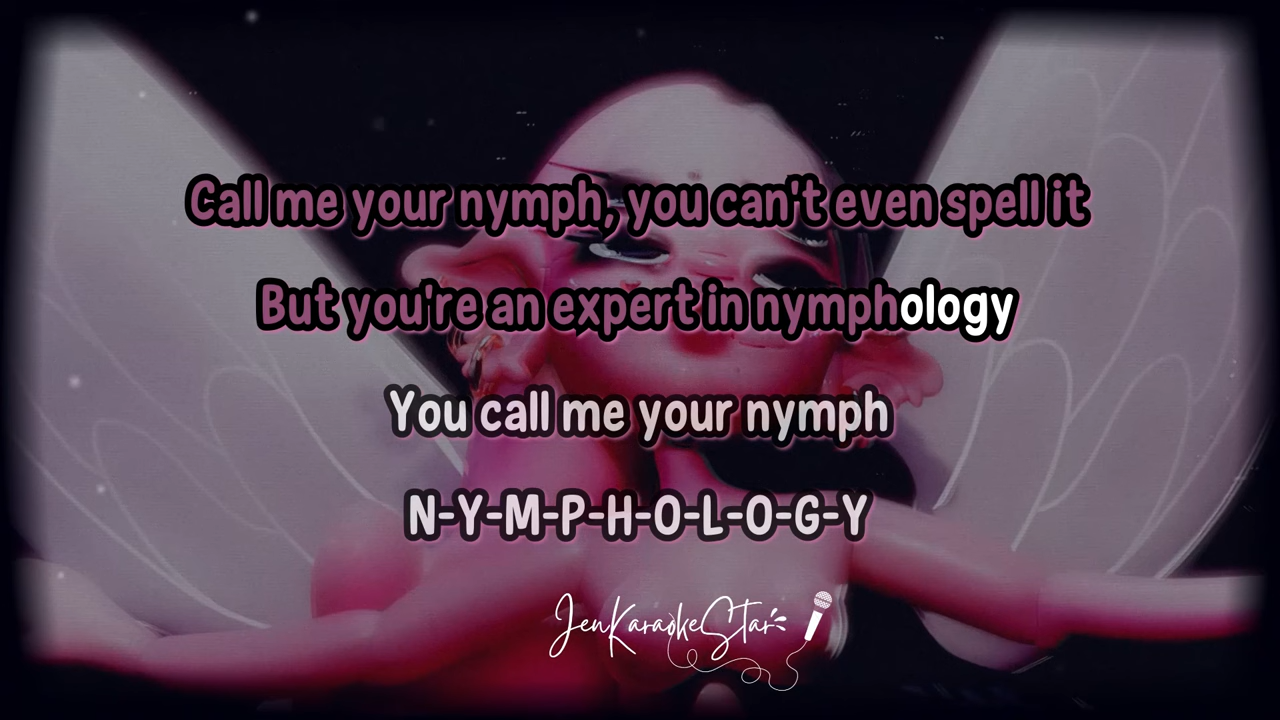 Call me your nymph, you can't even spell it
But you're an expert in nymphology
You call me your nymph
N-Y-M-P-H-O-L-O-G-Y
JenKaraokeStar